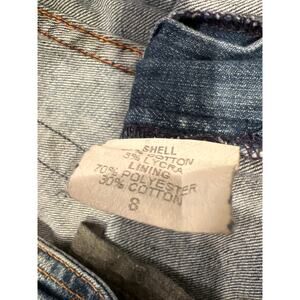 SHELL
COTTON
3% LYCRA
LINING
70% POLYESTER
30% COTTON
8